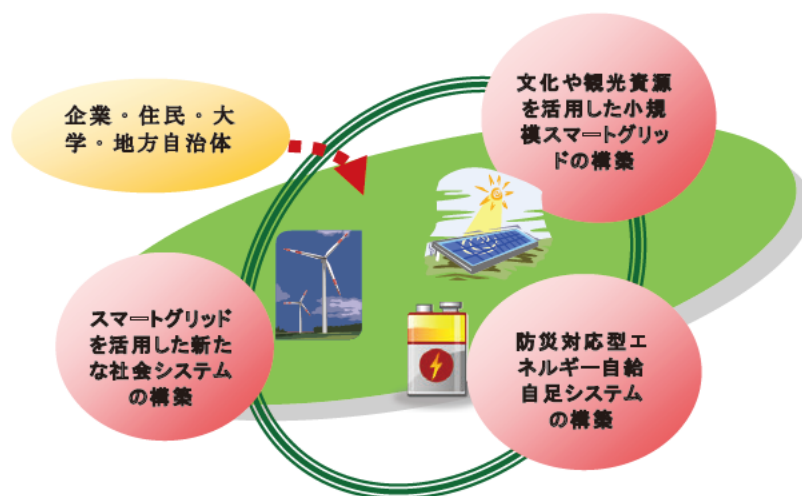 企業・住民・大
学・地方自治体
文化や観光資源
を活用した小規
模スマートグリッ
ドの構築
スマートグリッド
を活用した新た
な社会システム
の構築
防災対応型エ
ネルギー自給
自足システム
の構築